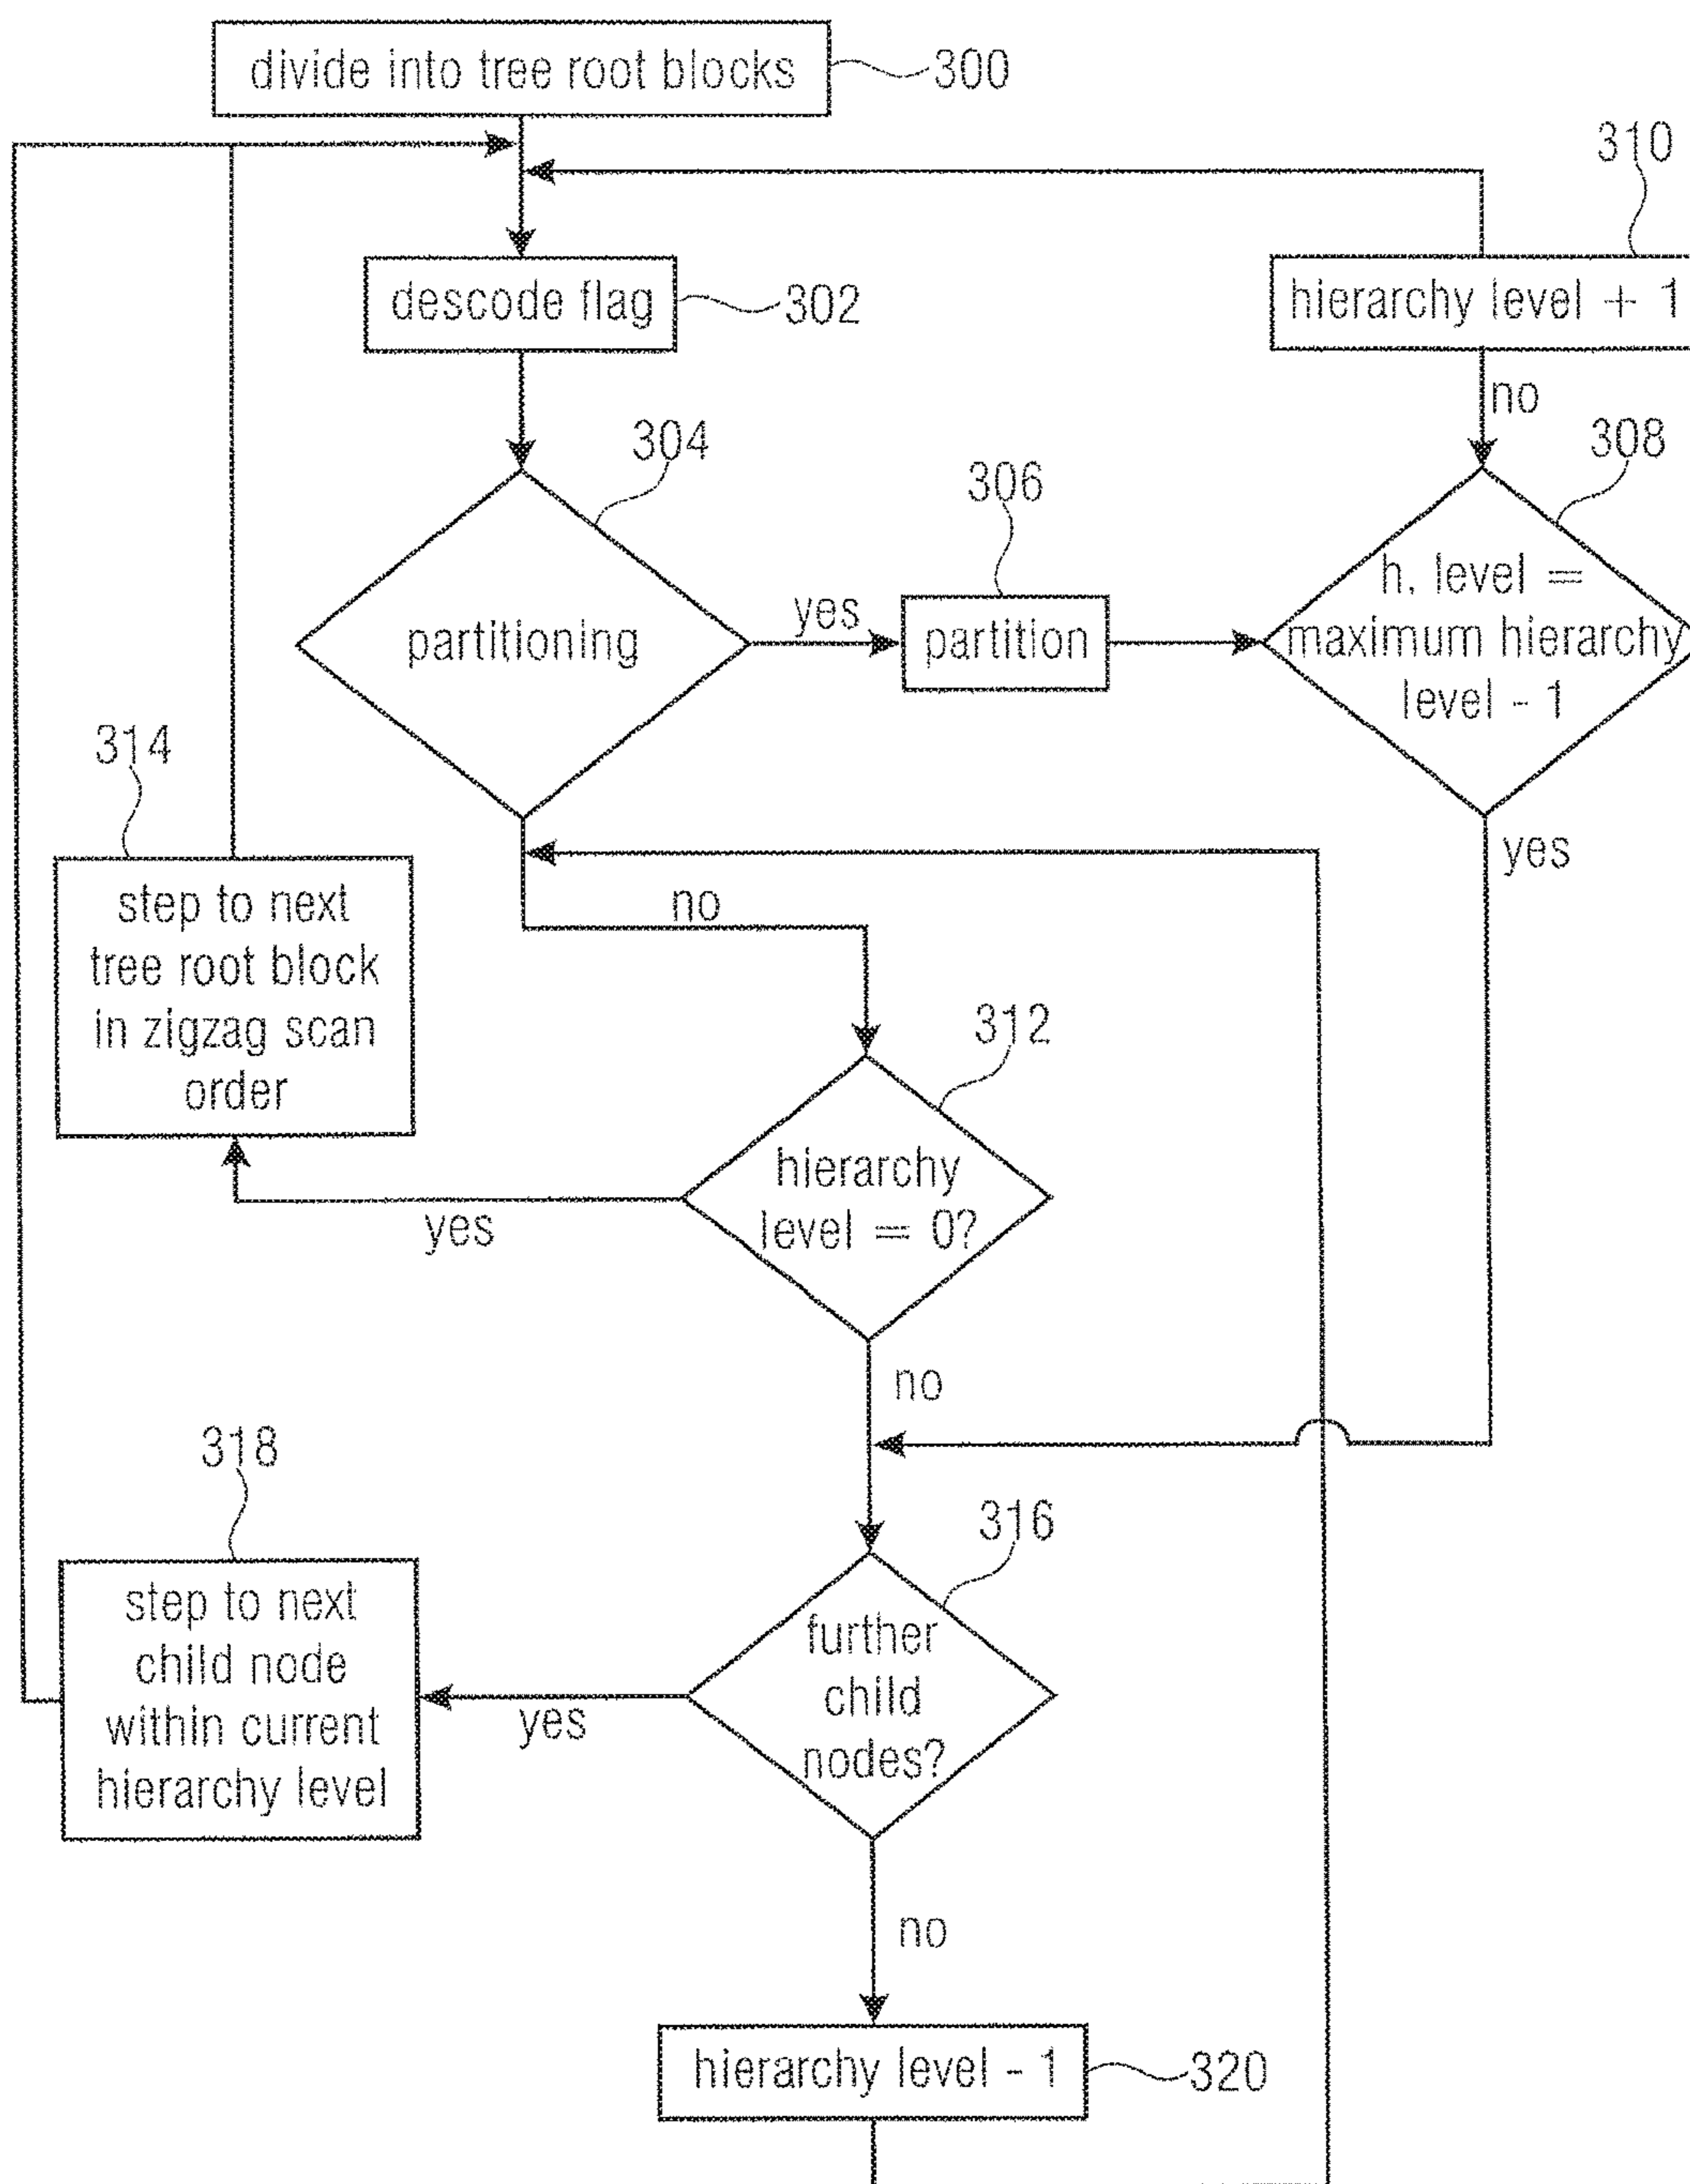 divide into tree root blocks
300
310
descode flag
302
hierarchy level + 1
no
304
308
306
partitioning
yes
partition
h. level =
maximum hierarchy
level - 1
314
yes
step to next
tree root block
in zigzag scan
order
no
312
hierarchy
level = 0?
yes
no
318
316
step to next
child node
within current
hierarchy level
yes
further
child
nodes?
no
hierarchy level - 1
320